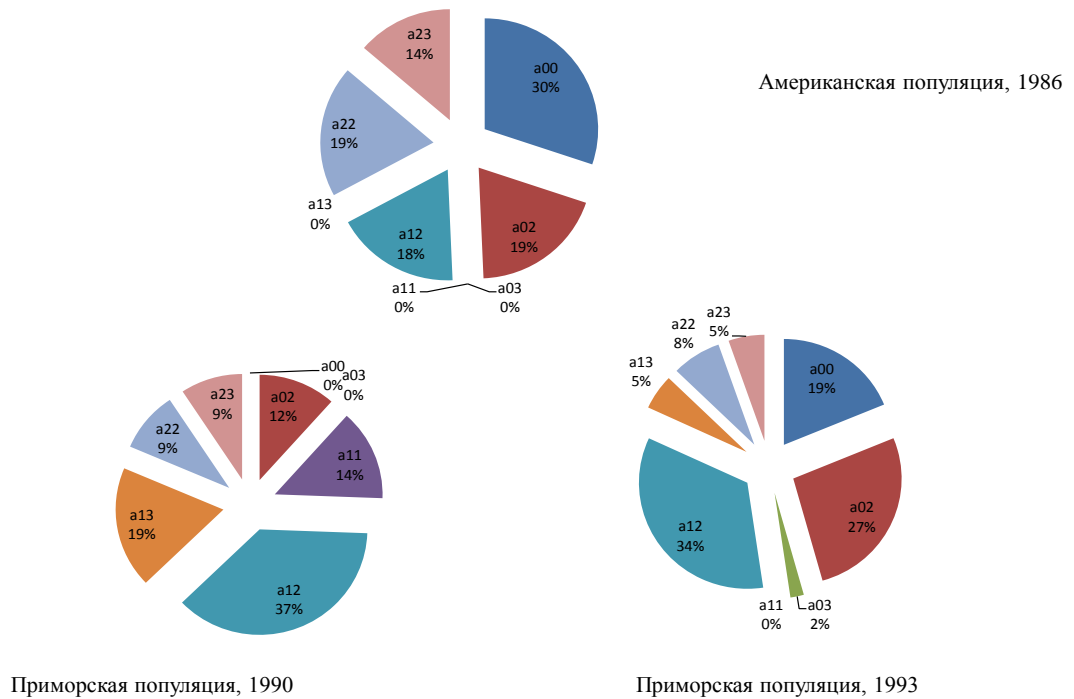 a23
14%
a00
30%
Американская популяция, 1986
a22
19%
a13
0%
a02
19%
a12
18%
a11
0%
a03
0%
a00
0%
a03
0%
a23
9%
a02
12%
a22
9%
a11
14%
a13
19%
a12
37%
a23
5%
a22
8%
a13
5%
a00
19%
a02
27%
a12
34%
a11
0%
a03
2%
Приморская популяция, 1990
Приморская популяция, 1993